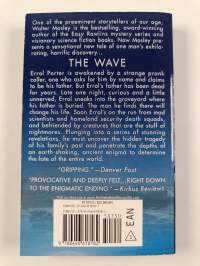 One of the preeminent storytellers of our age,
Walter Mosley is the bestselling, award-winning
author of the Easy Rawlins mystery series and
visionary science fiction books. Now Mosley pres-
ents a sensational new tale of one man's exhila-
rating, horrific discovery...
THE WAVE
Errol Porter is awakened by a strange prank
caller, one who asks for him by name and claims
to be his father. But Errol's father has been dead
for years. Late one night, curious and a little
unnerved, Errol sneaks into the graveyard where
his father is buried. The man he finds there will
change his life. Soon Errol's on the run from mad
scientists and homeland security death squads,
and befriended by creatures that are the stuff of
nightmares. Plunging into a series of stunning
revelations, he must uncover the hidden tragedy
of his family's past and penetrate the depths of
an earth-shaking, ancient enigma to determine
the fate of the entire world.
"GRIPPING." —Denver Post
"PROVOCATIVE AND DEEPLY FELT... RIGHT DOWN
TO THE ENIGMATIC ENDING." —Kirkus Reviews
EAN